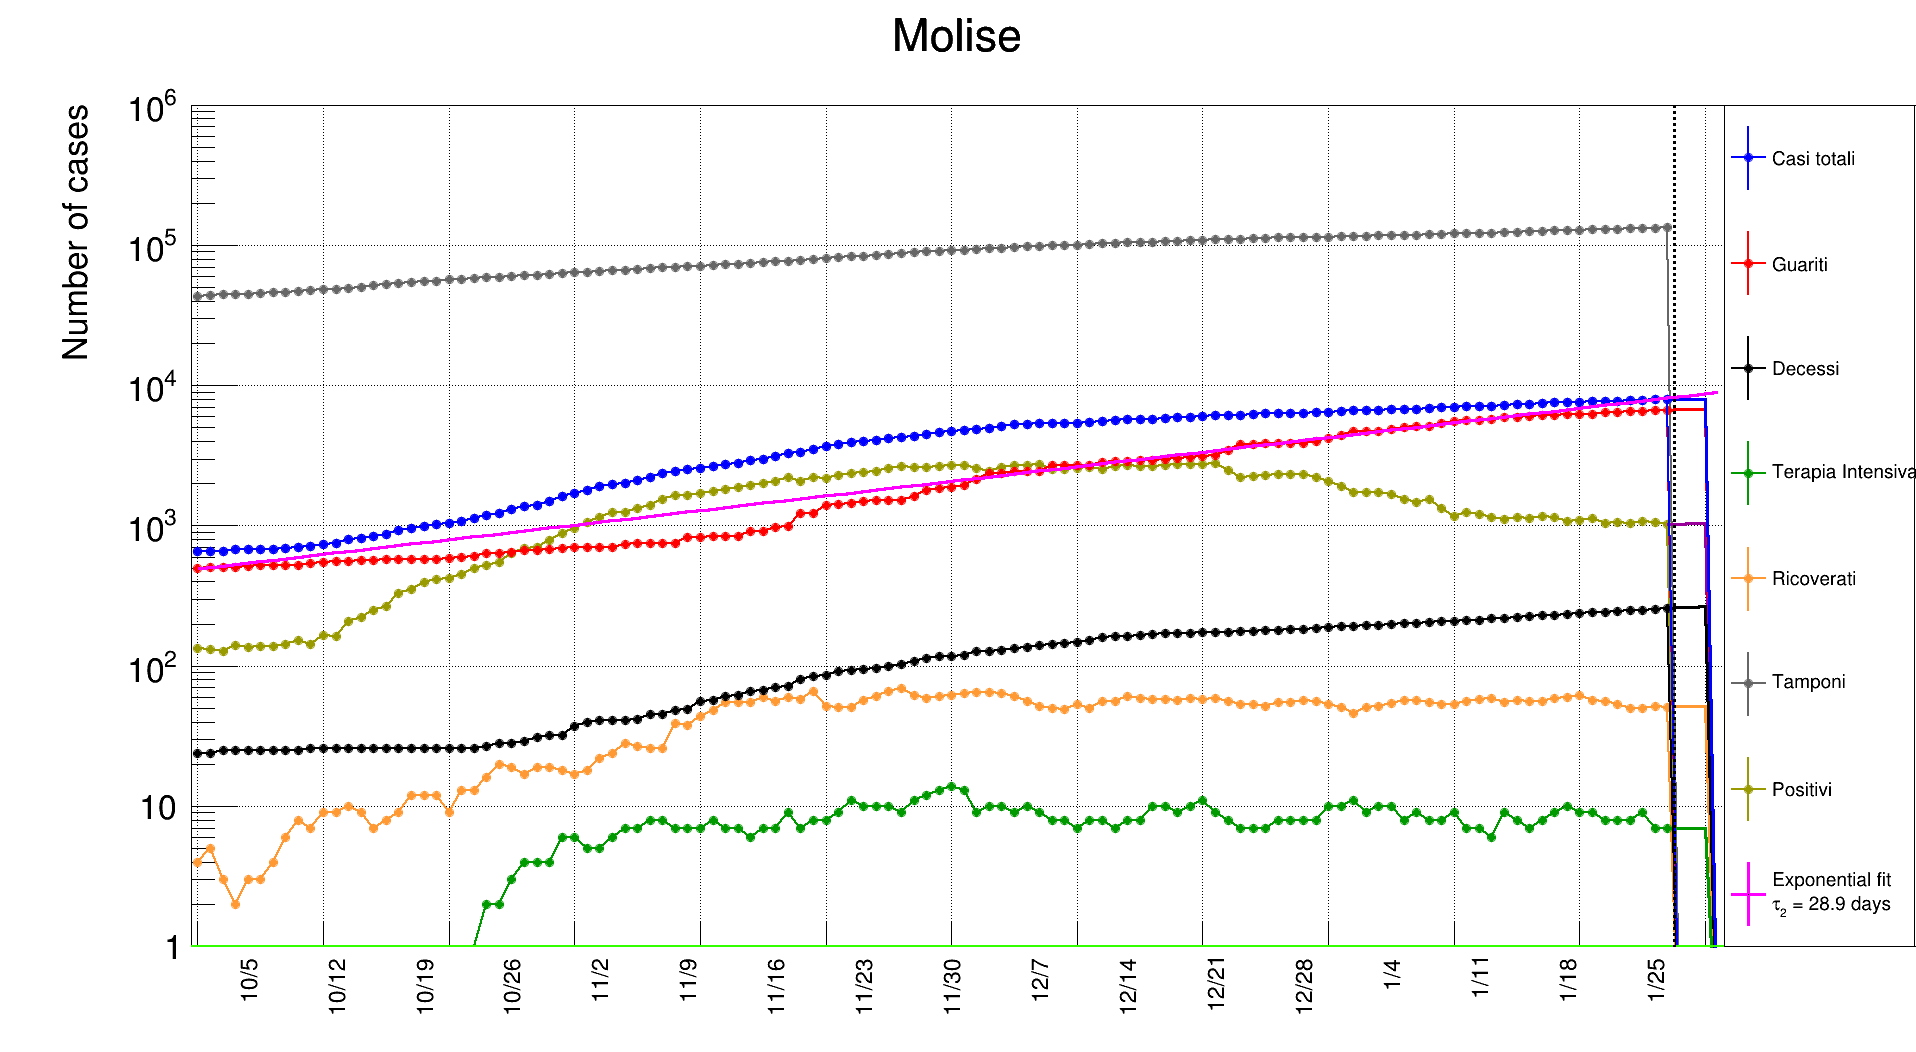 Molise
Number of cases
10^6
10^5
10^4
10^3
10^2
10
1
10/5 10/12 10/19 10/26 11/2 11/9 11/16 11/23 11/30 12/7 12/14 12/21 12/28 1/4 1/11 1/18 1/25
Casi totali
Guariti
Decessi
Terapia Intensiva
Ricoverati
Tamponi
Positivi
Exponential fit
τ₂ = 28.9 days